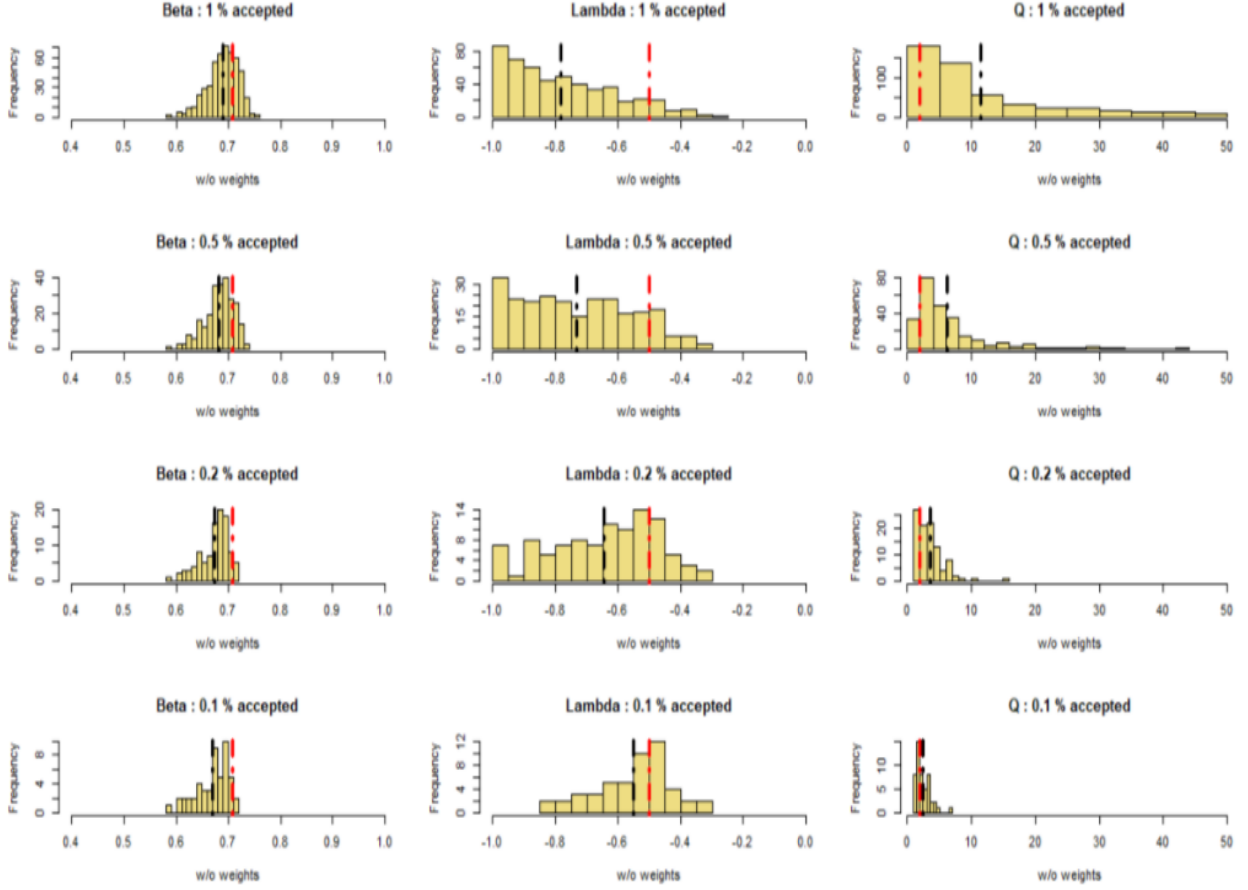 Beta : 1 % accepted
Lambda : 1 % accepted
Q : 1 % accepted
Frequency
0 30 60
0.4 0.5 0.6 0.7 0.8 0.9 1.0
w/o weights
Frequency
0 40 80
-1.0 -0.8 -0.6 -0.4 -0.2 0.0
w/o weights
Frequency
0 100
0 10 20 30 40 50
w/o weights
Beta : 0.5 % accepted
Lambda : 0.5 % accepted
Q : 0.5 % accepted
Frequency
0 20 40
0.4 0.5 0.6 0.7 0.8 0.9 1.0
w/o weights
Frequency
0 15 30
-1.0 -0.8 -0.6 -0.4 -0.2 0.0
w/o weights
Frequency
0 40 80
0 10 20 30 40 50
w/o weights
Beta : 0.2 % accepted
Lambda : 0.2 % accepted
Q : 0.2 % accepted
Frequency
0 10 20
0.4 0.5 0.6 0.7 0.8 0.9 1.0
w/o weights
Frequency
0 4 8 14
-1.0 -0.8 -0.6 -0.4 -0.2 0.0
w/o weights
Frequency
0 10 20
0 10 20 30 40 50
w/o weights
Beta : 0.1 % accepted
Lambda : 0.1 % accepted
Q : 0.1 % accepted
Frequency
0 4 8
0.4 0.5 0.6 0.7 0.8 0.9 1.0
w/o weights
Frequency
0 4 8 12
-1.0 -0.8 -0.6 -0.4 -0.2 0.0
w/o weights
Frequency
0 5 10
0 10 20 30 40 50
w/o weights